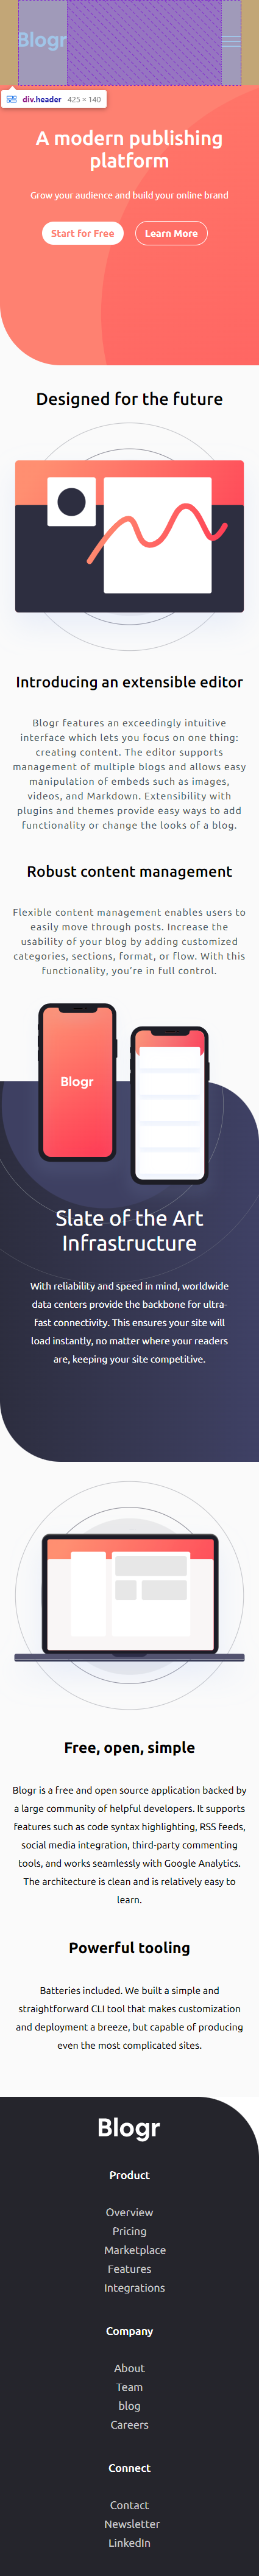 Blogr
div.header 425 × 140
A modern publishing
platform
Grow your audience and build your online brand
Start for Free Learn More
Designed for the future
Introducing an extensible editor
Blogr features an exceedingly intuitive
interface which lets you focus on one thing:
creating content. The editor supports
management of multiple blogs and allows easy
manipulation of embeds such as images,
videos, and Markdown. Extensibility with
plugins and themes provide easy ways to add
functionality or change the looks of a blog.
Robust content management
Flexible content management enables users to
easily move through posts. Increase the
usability of your blog by adding customized
categories, sections, format, or flow. With this
functionality, you’re in full control.
Blogr
Slate of the Art
Infrastructure
With reliability and speed in mind, worldwide
data centers provide the backbone for ultra-
fast connectivity. This ensures your site will
load instantly, no matter where your readers
are, keeping your site competitive.
Free, open, simple
Blogr is a free and open source application backed by
a large community of helpful developers. It supports
features such as code syntax highlighting, RSS feeds,
social media integration, third-party commenting
tools, and works seamlessly with Google Analytics.
The architecture is clean and is relatively easy to
learn.
Powerful tooling
Batteries included. We built a simple and
straightforward CLI tool that makes customization
and deployment a breeze, but capable of producing
even the most complicated sites.
Blogr
Product
Overview
Pricing
Marketplace
Features
Integrations
Company
About
Team
blog
Careers
Connect
Contact
Newsletter
LinkedIn